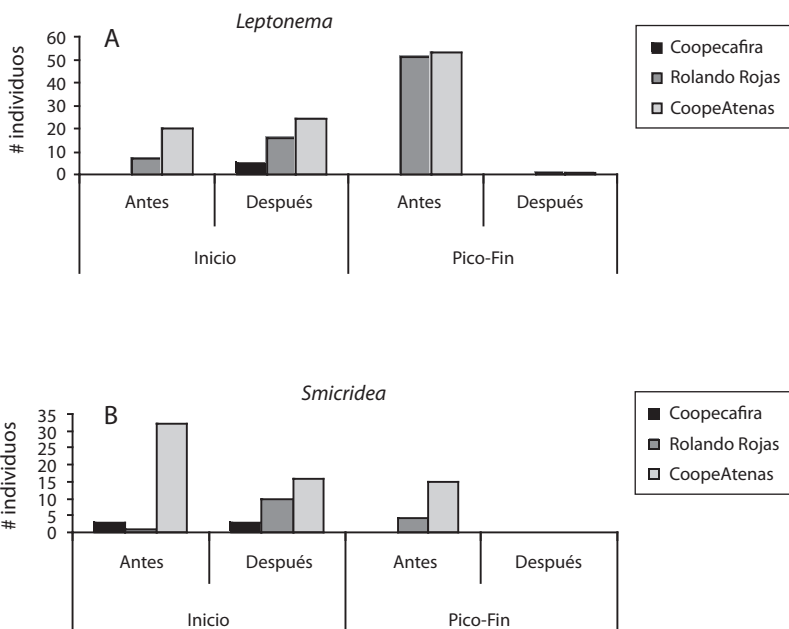 Leptonema
A
# individuos
60
50
40
30
20
10
0
Antes
Después
Antes
Después
Inicio
Pico-Fin
Coopecafira
Rolando Rojas
CoopeAtenas
Smicridea
B
# individuos
35
30
25
20
15
10
5
0
Antes
Después
Antes
Después
Inicio
Pico-Fin
Coopecafira
Rolando Rojas
CoopeAtenas